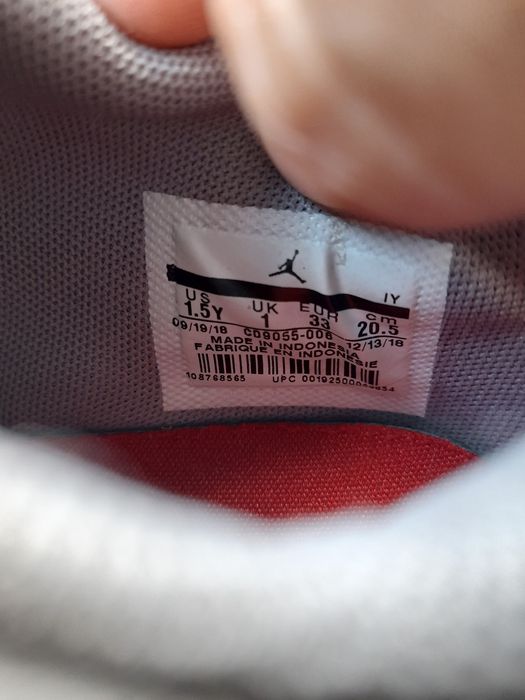 IY
US UK EUR cm
1.5Y 1 33 20.5
09/19/18 CO9055-006 12/13/18
MADE IN INDONESIA
FABRIQUE EN INDONESIE
108768565 UPC